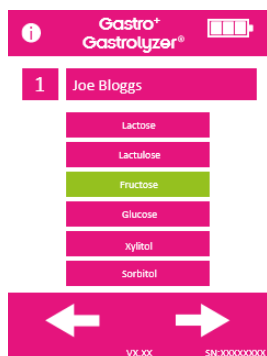 i
Gastro⁺
Gastrolyzer®
1 Joe Bloggs
Lactose
Lactulose
Fructose
Glucose
Xylitol
Sorbitol
VX.XX SN:XXXXXXXX